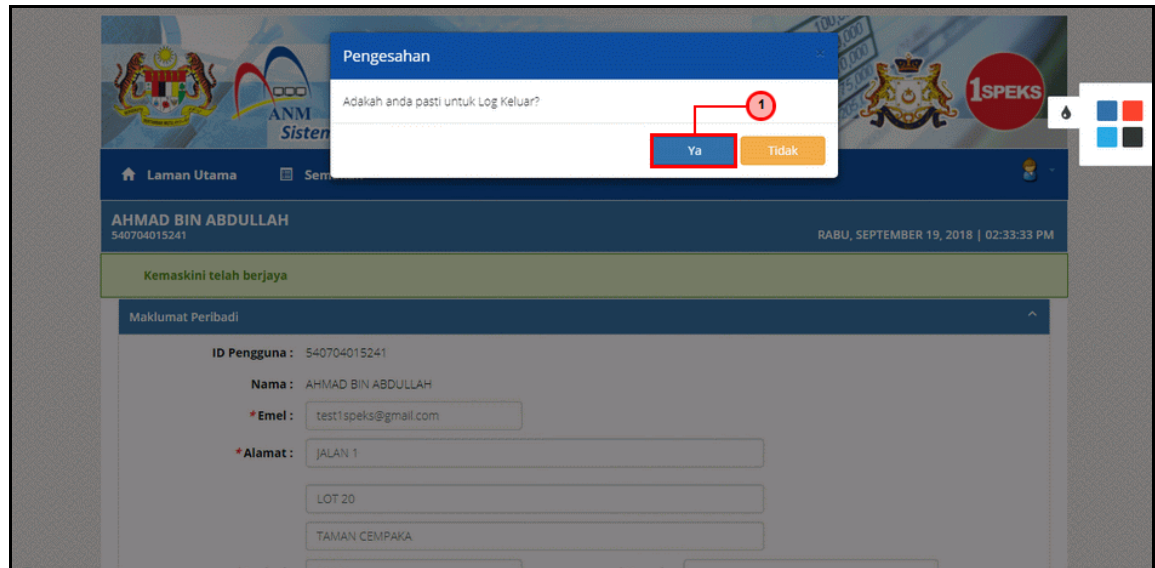 Pengesahan
×
Adakah anda pasti untuk Log Keluar?
1
Ya
Tidak
ANM
Sistem
1SPEKS
Laman Utama
AHMAD BIN ABDULLAH
540704015241
RABU, SEPTEMBER 19, 2018 | 02:33:33 PM
Kemaskini telah berjaya
Maklumat Peribadi
ID Pengguna : 540704015241
Nama : AHMAD BIN ABDULLAH
*Emel : test1speks@gmail.com
*Alamat : JALAN 1
LOT 20
TAMAN CEMPAKA